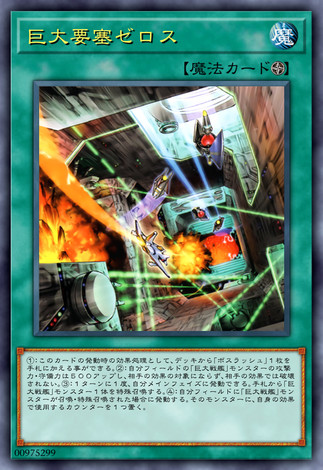 巨大要塞ゼロス
魔
【魔法カード】
①:このカードの発動時の効果処理として、デッキから「ボスラッシュ」1枚を
手札に加える事ができる。②:自分フィールドの「巨大戦艦」モンスターの攻撃
力・守備力は500アップし、相手の効果の対象にならず、相手の効果では破壊
されない。③:1ターンに1度、自分メインフェイズに発動できる。手札から「巨大
戦艦」モンスター1体を特殊召喚する。④:自分フィールドに「巨大戦艦」モンス
ターが召喚・特殊召喚された場合に発動する。そのモンスターに、自身の効果
で使用するカウンターを1つ置く。
00975299